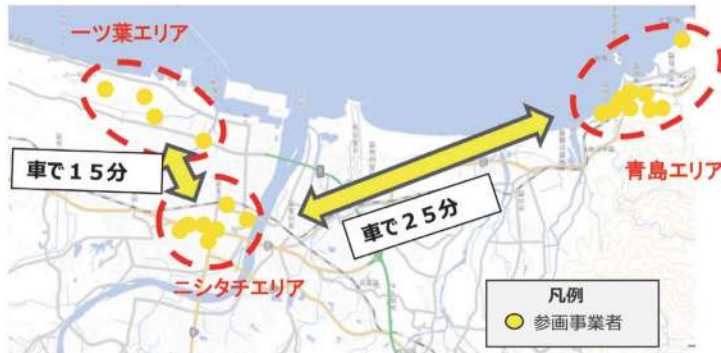 一ツ葉エリア
車で15分
ニシタチエリア
車で25分
青島エリア
凡例
参画事業者